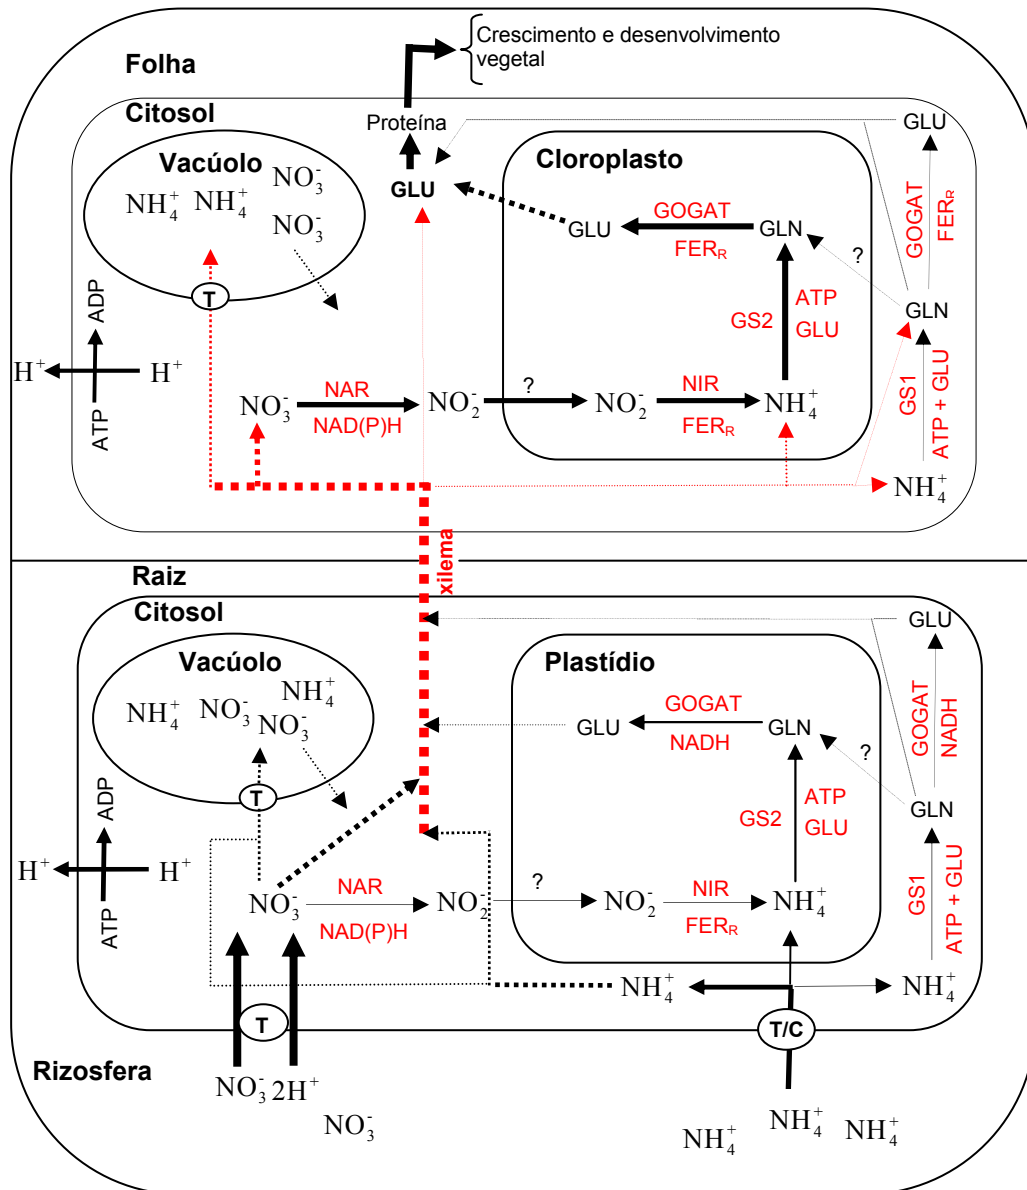 Crescimento e desenvolvimento
vegetal
Folha
Citosol
Proteína
GLU
Vacúolo
Cloroplasto
NO₃⁻
NH₄⁺ NH₄⁺
NO₃⁻
GLU
GLU
GOGAT
GLN
FERᵣ
GOGAT
FERᵣ
?
T
ADP
ATP
GS2
GLU
GLN
H⁺ H⁺
ATP
NAR
NO₃⁻ NO₂⁻
NAD(P)H
?
NIR
NO₂⁻ NH₄⁺
FERᵣ
GS1
ATP + GLU
NH₄⁺
xilema
Raiz
Citosol
GLU
Vacúolo
Plastídio
NH₄⁺
NH₄⁺ NO₃⁻
NO₃⁻
GOGAT
GLU GLN
NADH
GOGAT
NADH
?
T
ADP
ATP
GS2
GLU
GLN
H⁺ H⁺
ATP
NAR
NO₃⁻ NO₂⁻
NAD(P)H
?
NIR
NO₂⁻ NH₄⁺
FERᵣ
GS1
ATP + GLU
NH₄⁺ NH₄⁺
T T/C
Rizosfera
NO₃⁻ 2H⁺
NO₃⁻
NH₄⁺ NH₄⁺ NH₄⁺